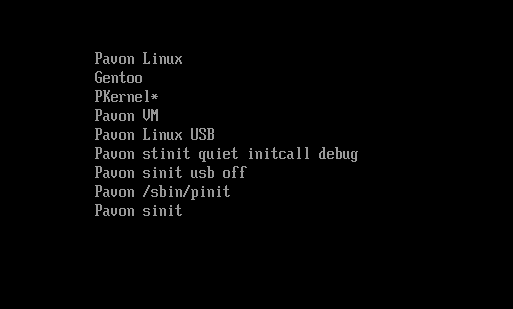 Pavon Linux
Gentoo
PKernel*
Pavon VM
Pavon Linux USB
Pavon stinit quiet initcall debug
Pavon sinit usb off
Pavon /sbin/pinit
Pavon sinit